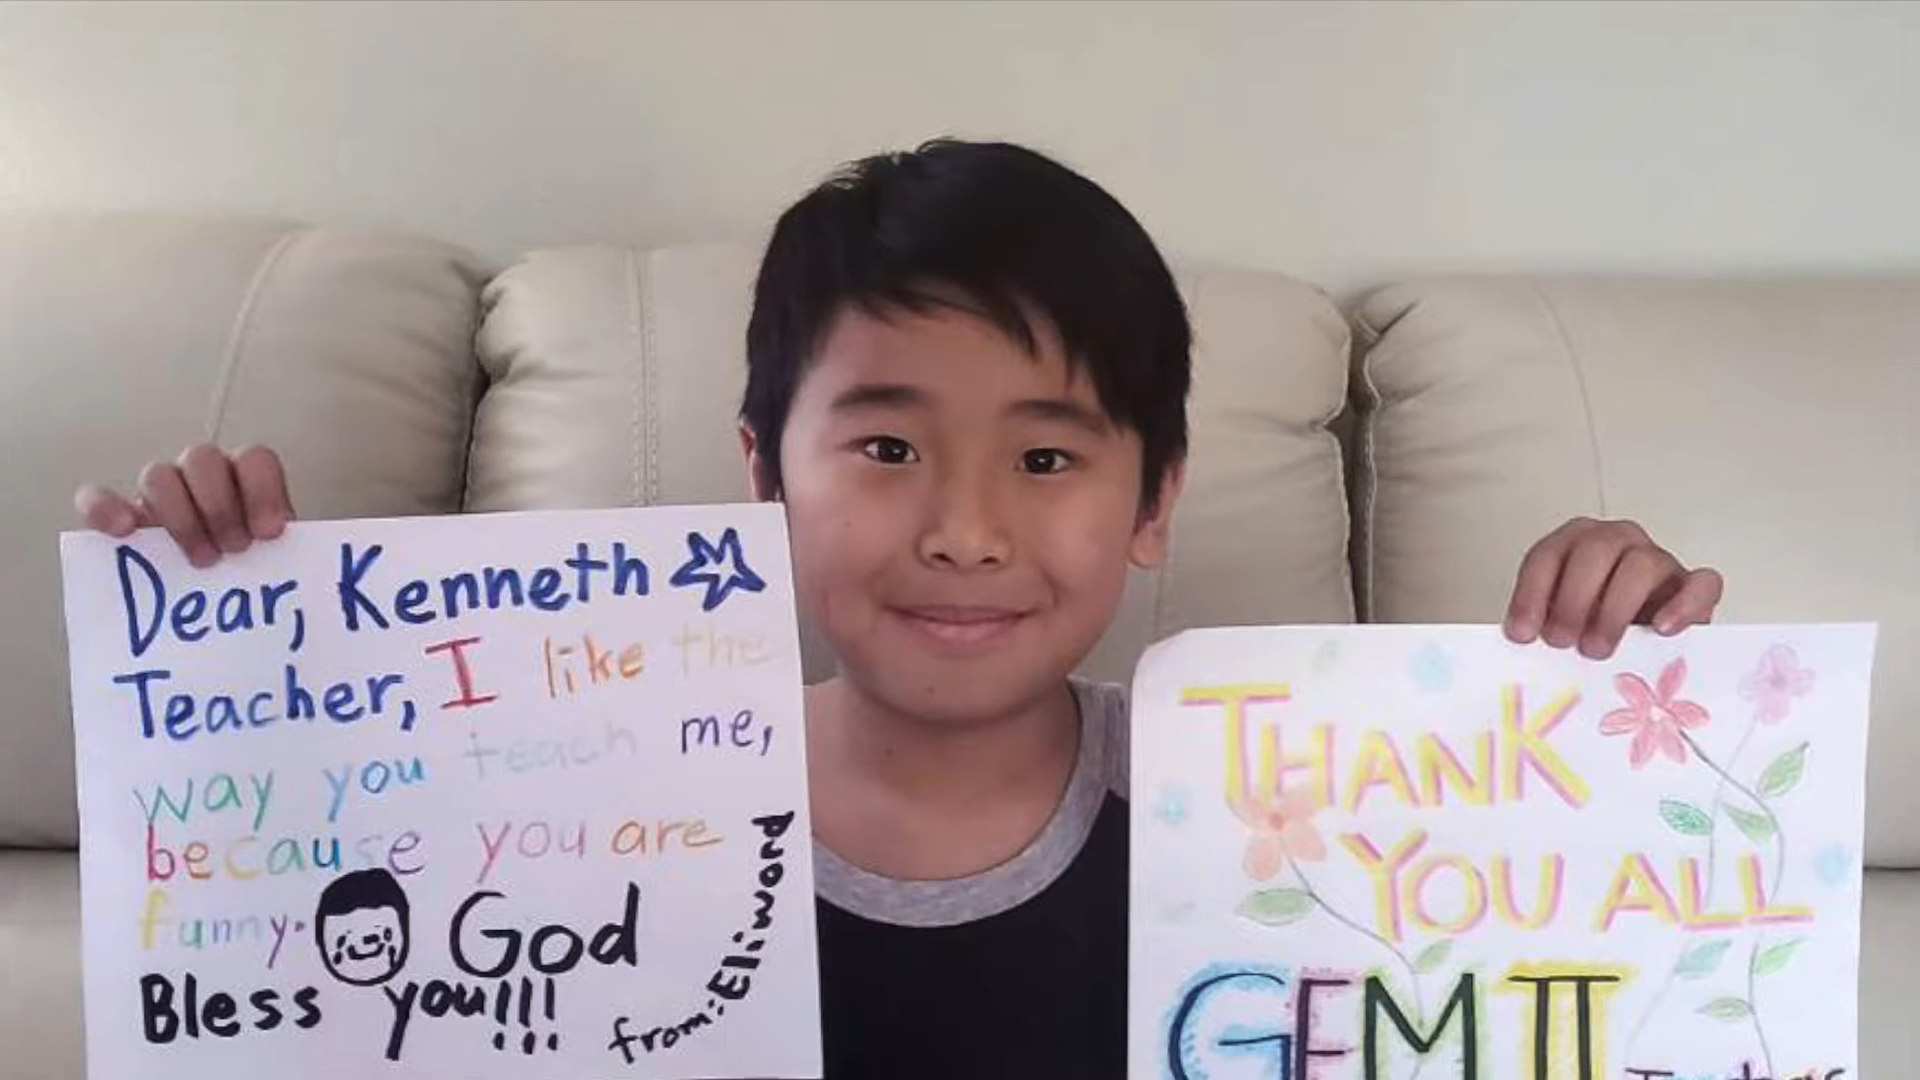 Dear, Kenneth
Teacher, I like the
way you teach me,
because you are
funny. God
Bless you!!!
from: Eliword
THANK
YOU ALL
GEM II